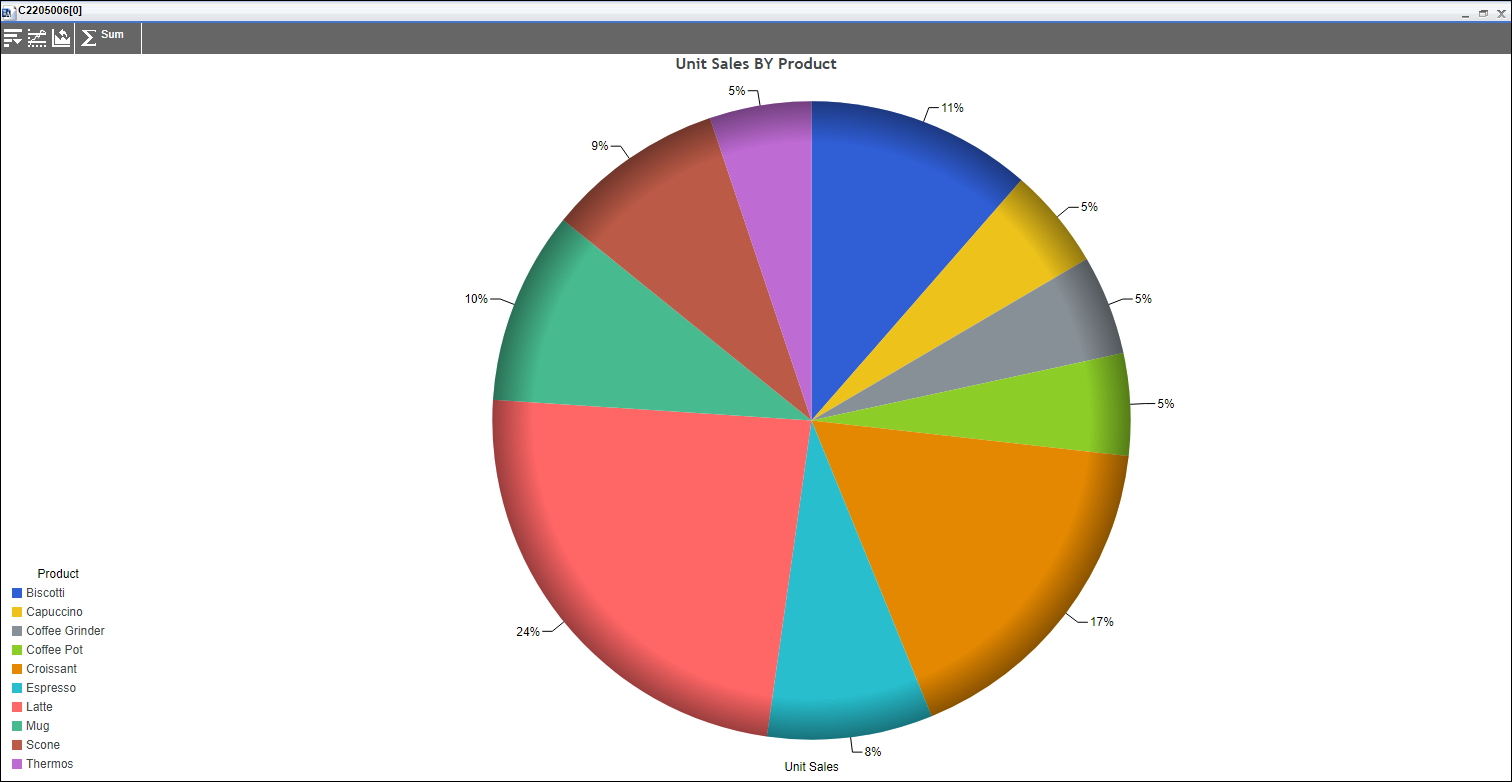 C2205006[0]
Sum
Unit Sales BY Product
5%
11%
9%
5%
10%
5%
5%
24%
17%
8%
Unit Sales
Product
Biscotti
Capuccino
Coffee Grinder
Coffee Pot
Croissant
Espresso
Latte
Mug
Scone
Thermos